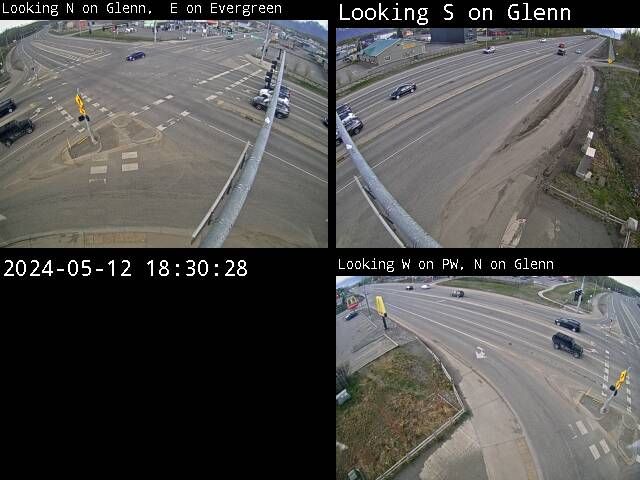 Looking N on Glenn,  E on Evergreen
Looking S on Glenn
2024-05-12 18:30:28
Looking W on PW, N on Glenn